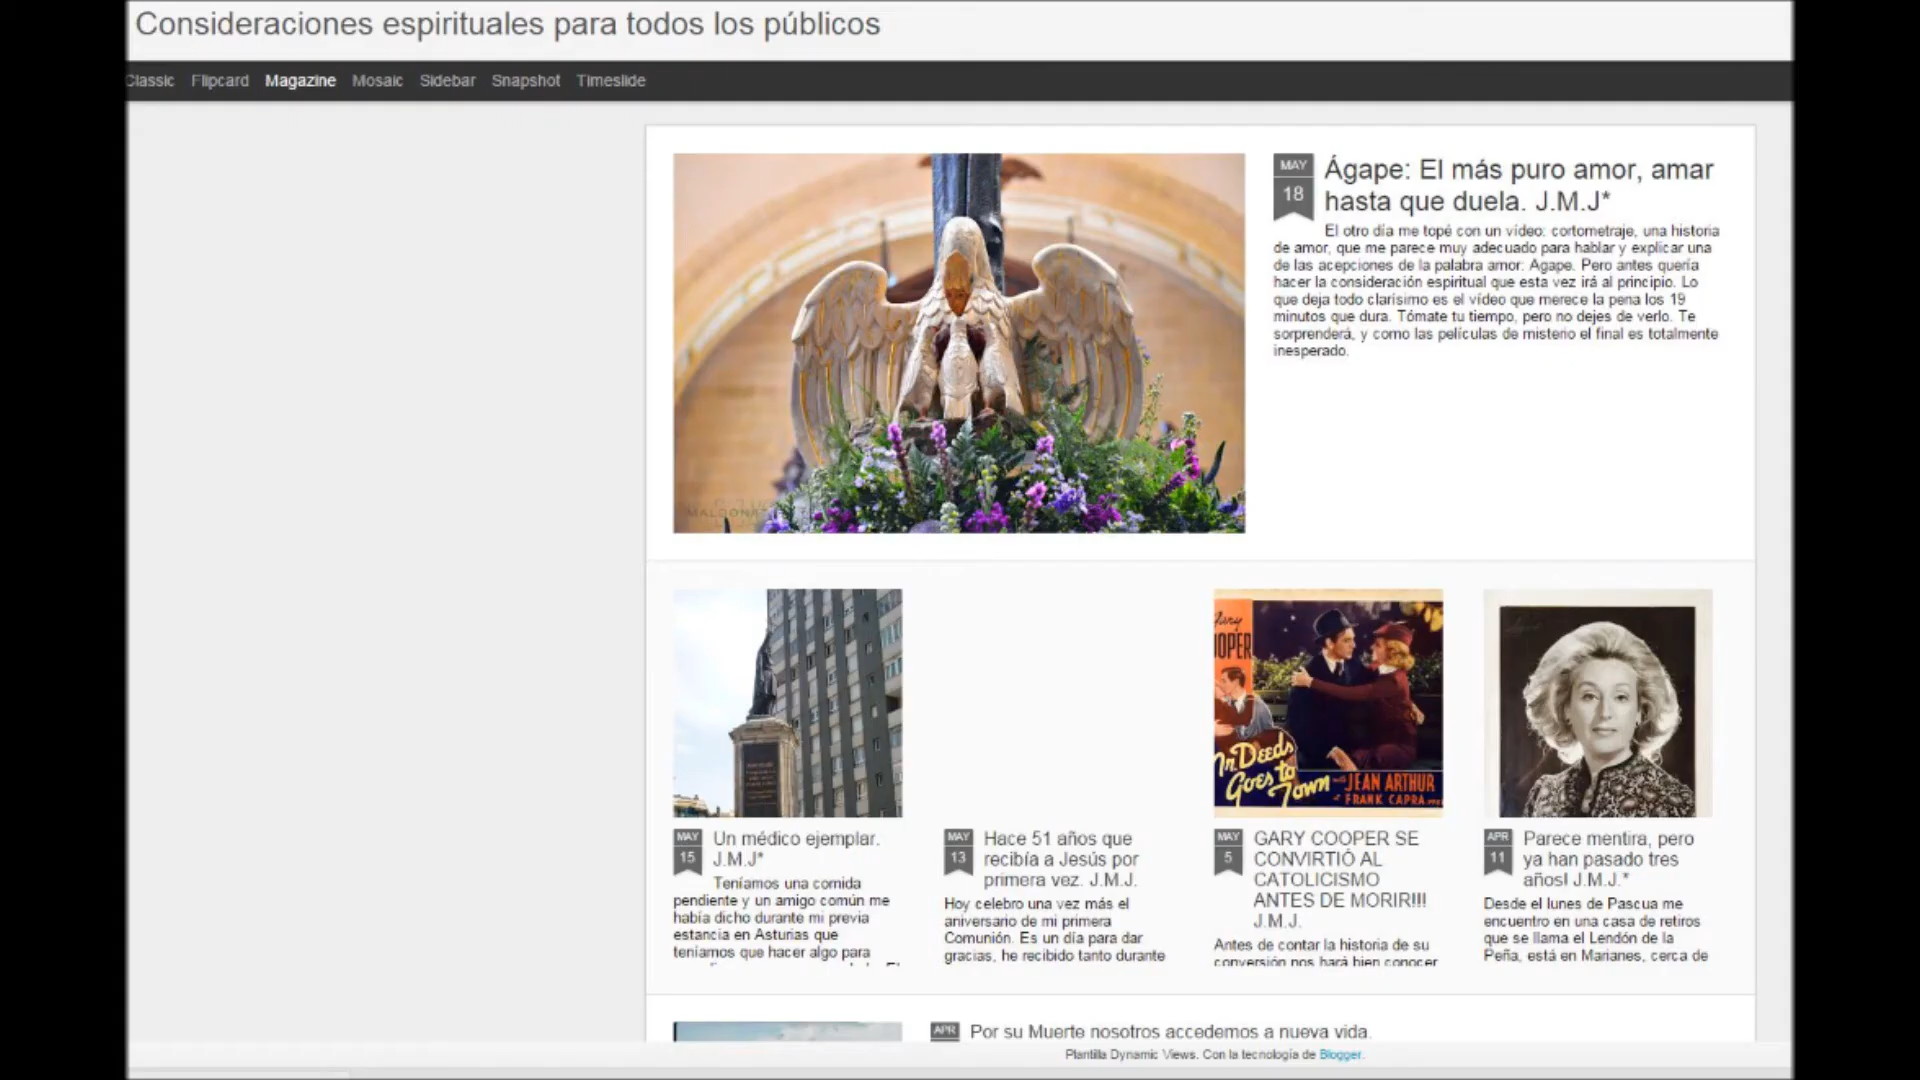 Consideraciones espirituales para todos los públicos
Classic Flipcard Magazine Mosaic Sidebar Snapshot Timeslide
MAY
18
Ágape: El más puro amor, amar
hasta que duela. J.M.J*
El otro día me topé con un vídeo: cortometraje, una historia
de amor, que me parece muy adecuado para hablar y explicar una
de las acepciones de la palabra amor: Agape. Pero antes quería
hacer la consideración espiritual que esta vez irá al principio. Lo
que deja todo clarísimo es el vídeo que merece la pena los 19
minutos que dura. Tómate tu tiempo, pero no dejes de verlo. Te
sorprenderá, y como las películas de misterio el final es totalmente
inesperado.
COOPER
Mr. Deeds
Goes to
Town
JEAN ARTHUR
FRANK CAPRA
MAY
15
Un médico ejemplar.
J.M.J*
Teníamos una comida
pendiente y un amigo común me
había dicho durante mi previa
estancia en Asturias que
teníamos que hacer algo para
MAY
13
Hace 51 años que
recibía a Jesús por
primera vez. J.M.J.
Hoy celebro una vez más el
aniversario de mi primera
Comunión. Es un día para dar
gracias, he recibido tanto durante
MAY
5
GARY COOPER SE
CONVIRTIÓ AL
CATOLICISMO
ANTES DE MORIR!!!
J.M.J.
Antes de contar la historia de su
conversión nos hará bien conocer
APR
11
Parece mentira, pero
ya han pasado tres
años! J.M.J.*
Desde el lunes de Pascua me
encuentro en una casa de retiros
que se llama el Lendón de la
Peña, está en Marianes, cerca de
APR
Por su Muerte nosotros accedemos a nueva vida.
Plantilla Dynamic Views. Con la tecnología de Blogger.